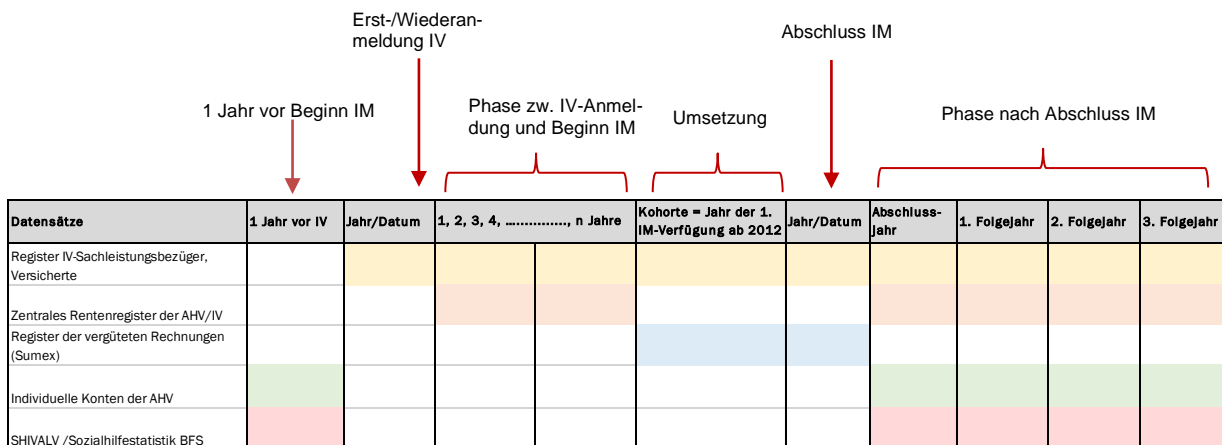 Erst-/Wiederan-
meldung IV
Abschluss IM
1 Jahr vor Beginn IM
Phase zw. IV-Anmel-
dung und Beginn IM
Umsetzung
Phase nach Abschluss IM
Datensätze
1 Jahr vor IV
Jahr/Datum
1, 2, 3, 4, ..............., n Jahre
Kohorte = Jahr der 1.
IM-Verfügung ab 2012
Jahr/Datum
Abschluss-
jahr
1. Folgejahr
2. Folgejahr
3. Folgejahr
Register IV-Sachleistungsbezüger,
Versicherte
Zentrales Rentenregister der AHV/IV
Register der vergüteten Rechnungen
(Sumex)
Individuelle Konten der AHV
SHIVALV /Sozialhilfestatistik BFS